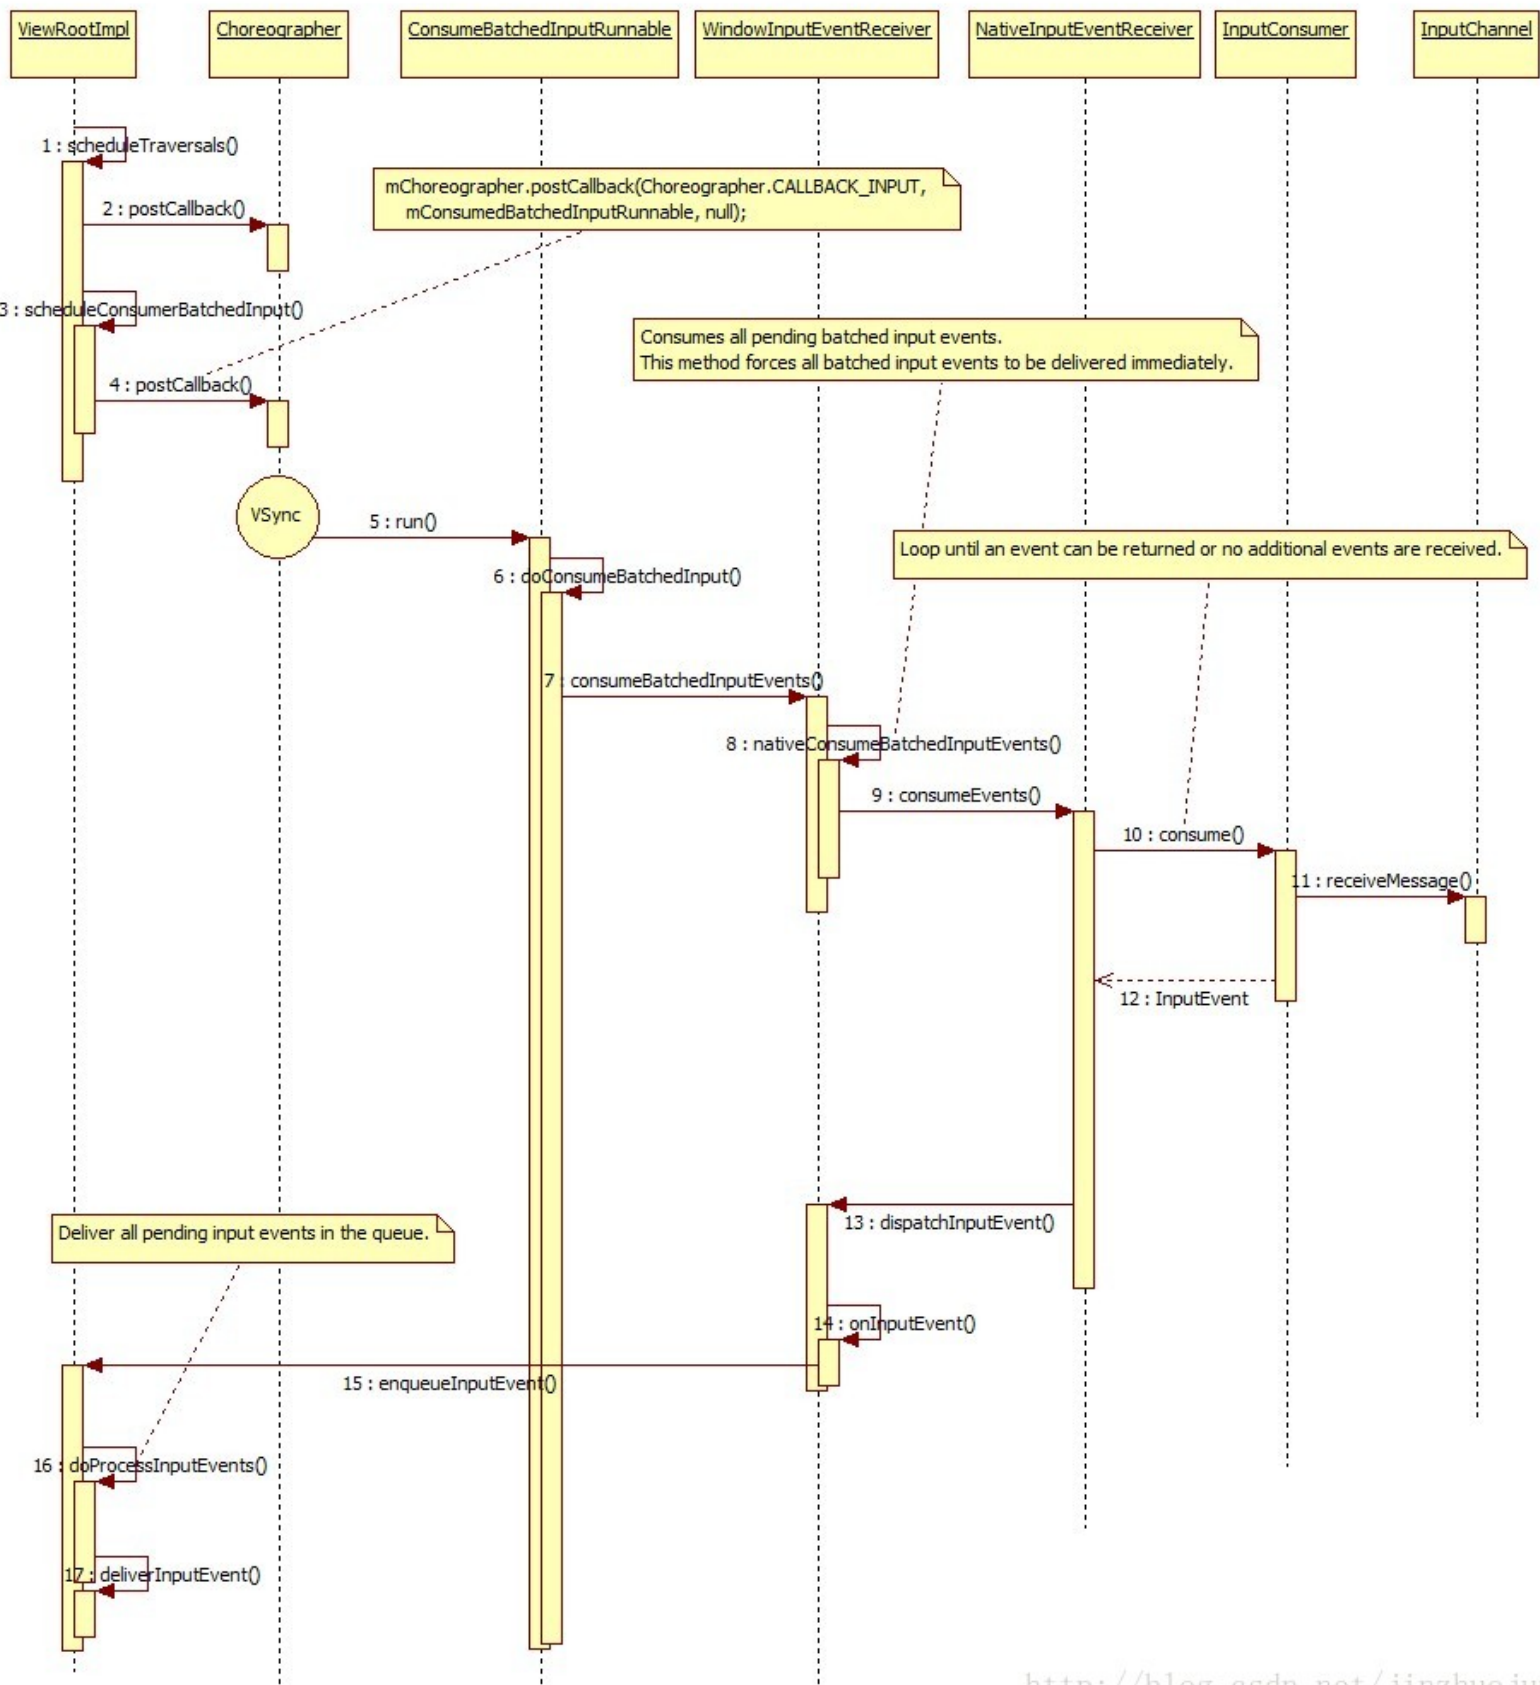 ViewRootImpl
Choreographer
ConsumeBatchedInputRunnable
WindowInputEventReceiver
NativeInputEventReceiver
InputConsumer
InputChannel
1 : scheduleTraversals()
mChoreographer.postCallback(Choreographer.CALLBACK_INPUT,
mConsumedBatchedInputRunnable, null);
2 : postCallback()
3 : scheduleConsumerBatchedInput()
Consumes all pending batched input events.
This method forces all batched input events to be delivered immediately.
4 : postCallback()
VSync
5 : run()
Loop until an event can be returned or no additional events are received.
6 : doConsumeBatchedInput()
7 : consumeBatchedInputEvents()
8 : nativeConsumeBatchedInputEvents()
9 : consumeEvents()
10 : consume()
11 : receiveMessage()
12 : InputEvent
13 : dispatchInputEvent()
Deliver all pending input events in the queue.
14 : onInputEvent()
15 : enqueueInputEvent()
16 : doProcessInputEvents()
17 : deliverInputEvent()